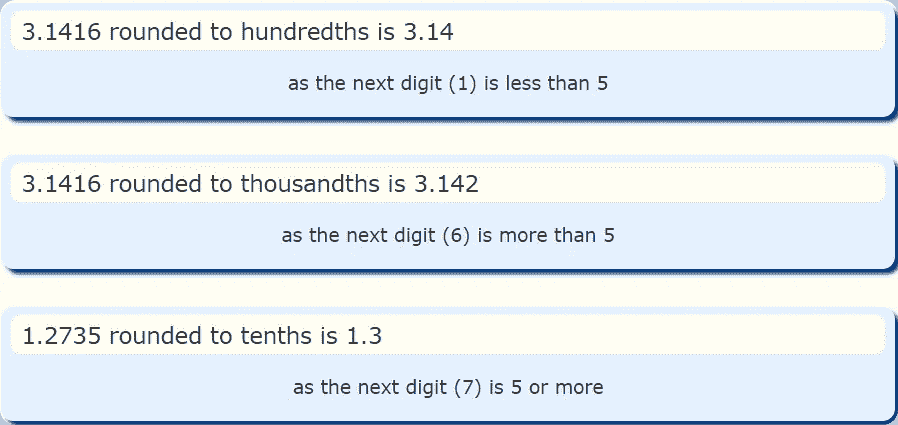 3.1416 rounded to hundredths is 3.14
as the next digit (1) is less than 5
3.1416 rounded to thousandths is 3.142
as the next digit (6) is more than 5
1.2735 rounded to tenths is 1.3
as the next digit (7) is 5 or more